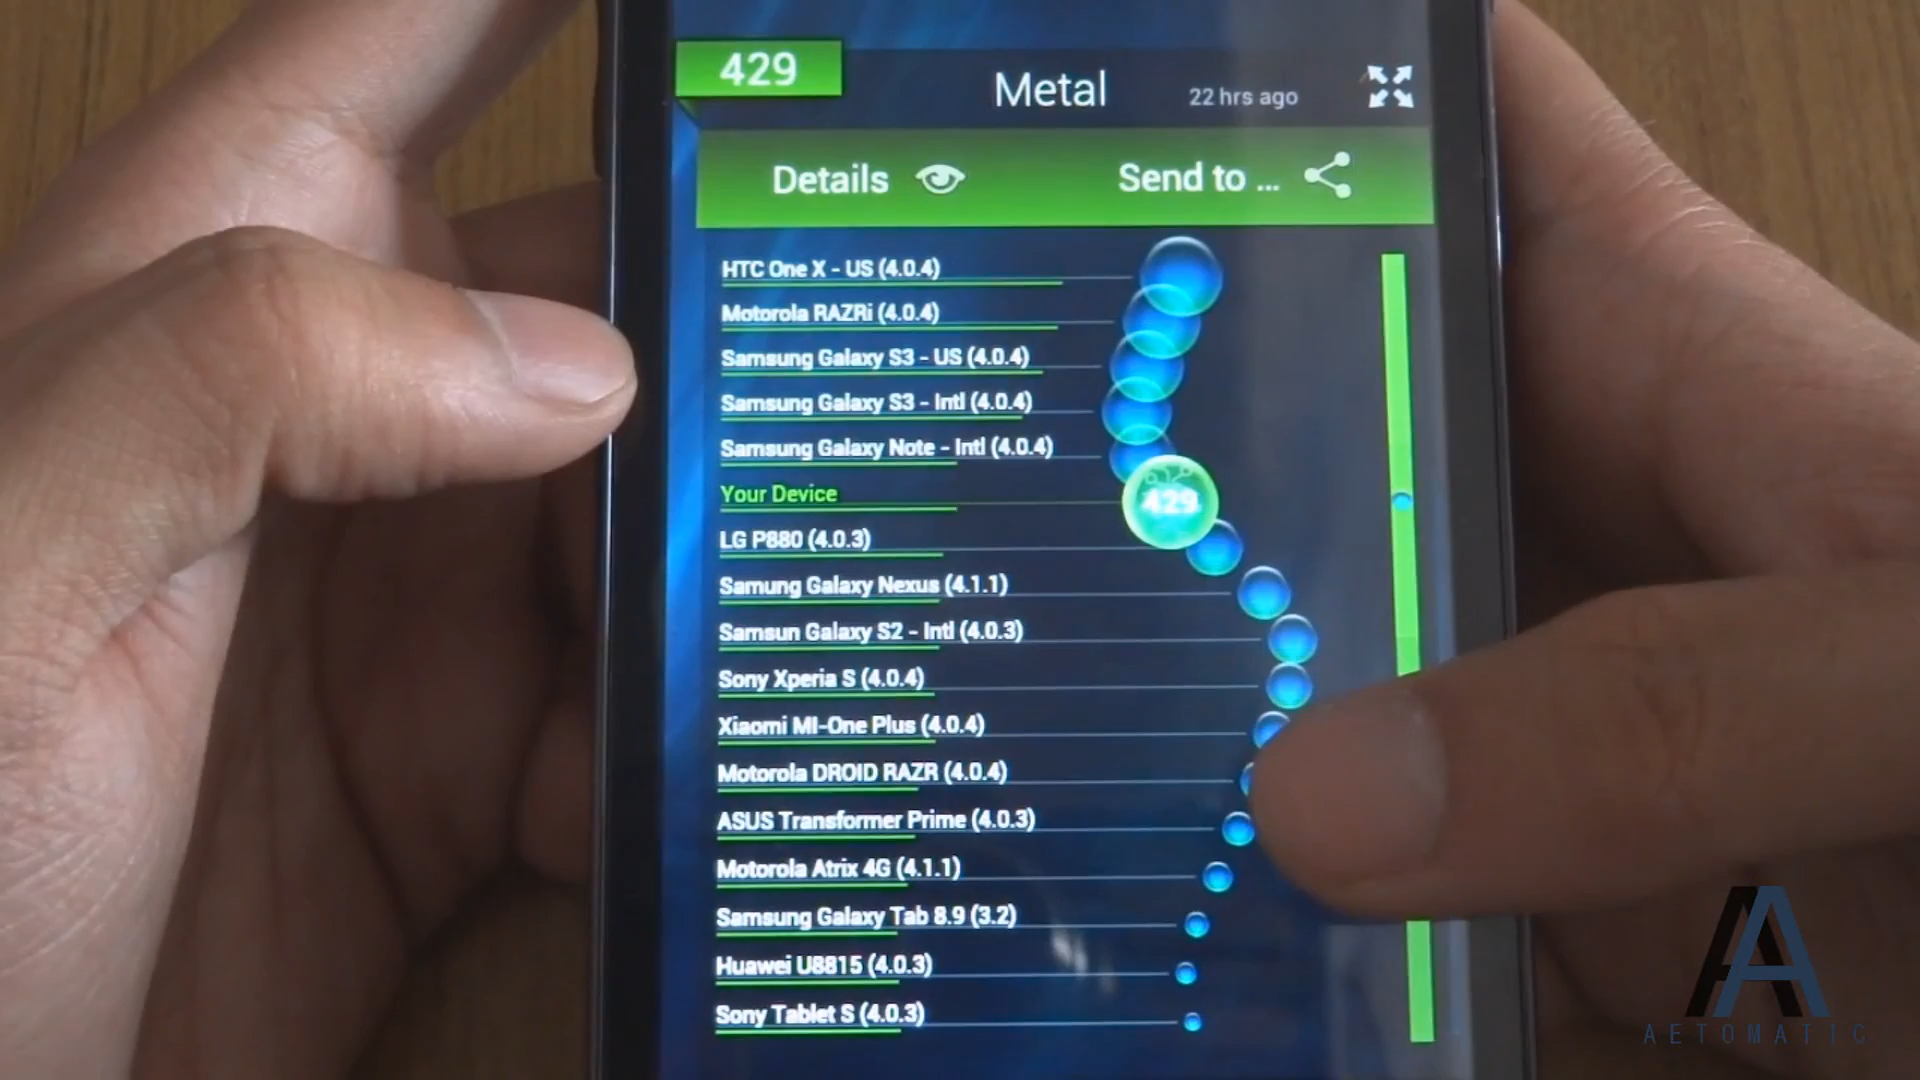 429
Metal
22 hrs ago
Details
Send to ...
HTC One X - US (4.0.4)
Motorola RAZRi (4.0.4)
Samsung Galaxy S3 - US (4.0.4)
Samsung Galaxy S3 - Intl (4.0.4)
Samsung Galaxy Note - Intl (4.0.4)
Your Device
429
LG P880 (4.0.3)
Samung Galaxy Nexus (4.1.1)
Samsun Galaxy S2 - Intl (4.0.3)
Sony Xperia S (4.0.4)
Xiaomi MI-One Plus (4.0.4)
Motorola DROID RAZR (4.0.4)
ASUS Transformer Prime (4.0.3)
Motorola Atrix 4G (4.1.1)
Samsung Galaxy Tab 8.9 (3.2)
Huawei U8815 (4.0.3)
Sony Tablet S (4.0.3)
AETOMATIC